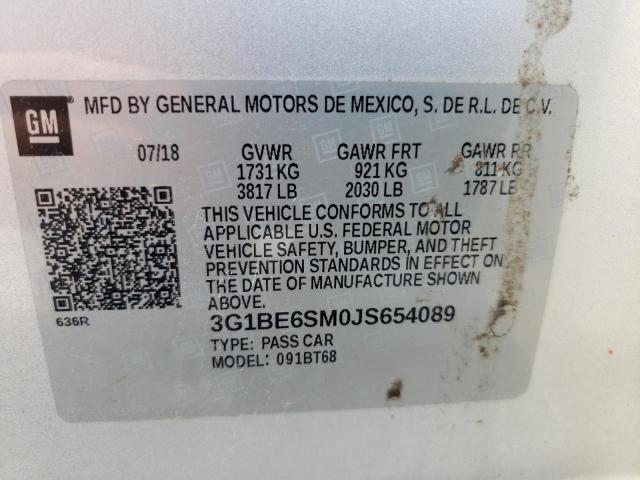 GM ® MFD BY GENERAL MOTORS DE MEXICO, S. DE R.L. DE C.V.
07/18 GVWR GAWR FRT GAWR RR
1731 KG 921 KG 811 KG
3817 LB 2030 LB 1787 LB
THIS VEHICLE CONFORMS TO ALL
APPLICABLE U.S. FEDERAL MOTOR
VEHICLE SAFETY, BUMPER, AND THEFT
PREVENTION STANDARDS IN EFFECT ON
THE DATE OF MANUFACTURE SHOWN
ABOVE.
636R 3G1BE6SM0JS654089
TYPE: PASS CAR
MODEL: 091BT68